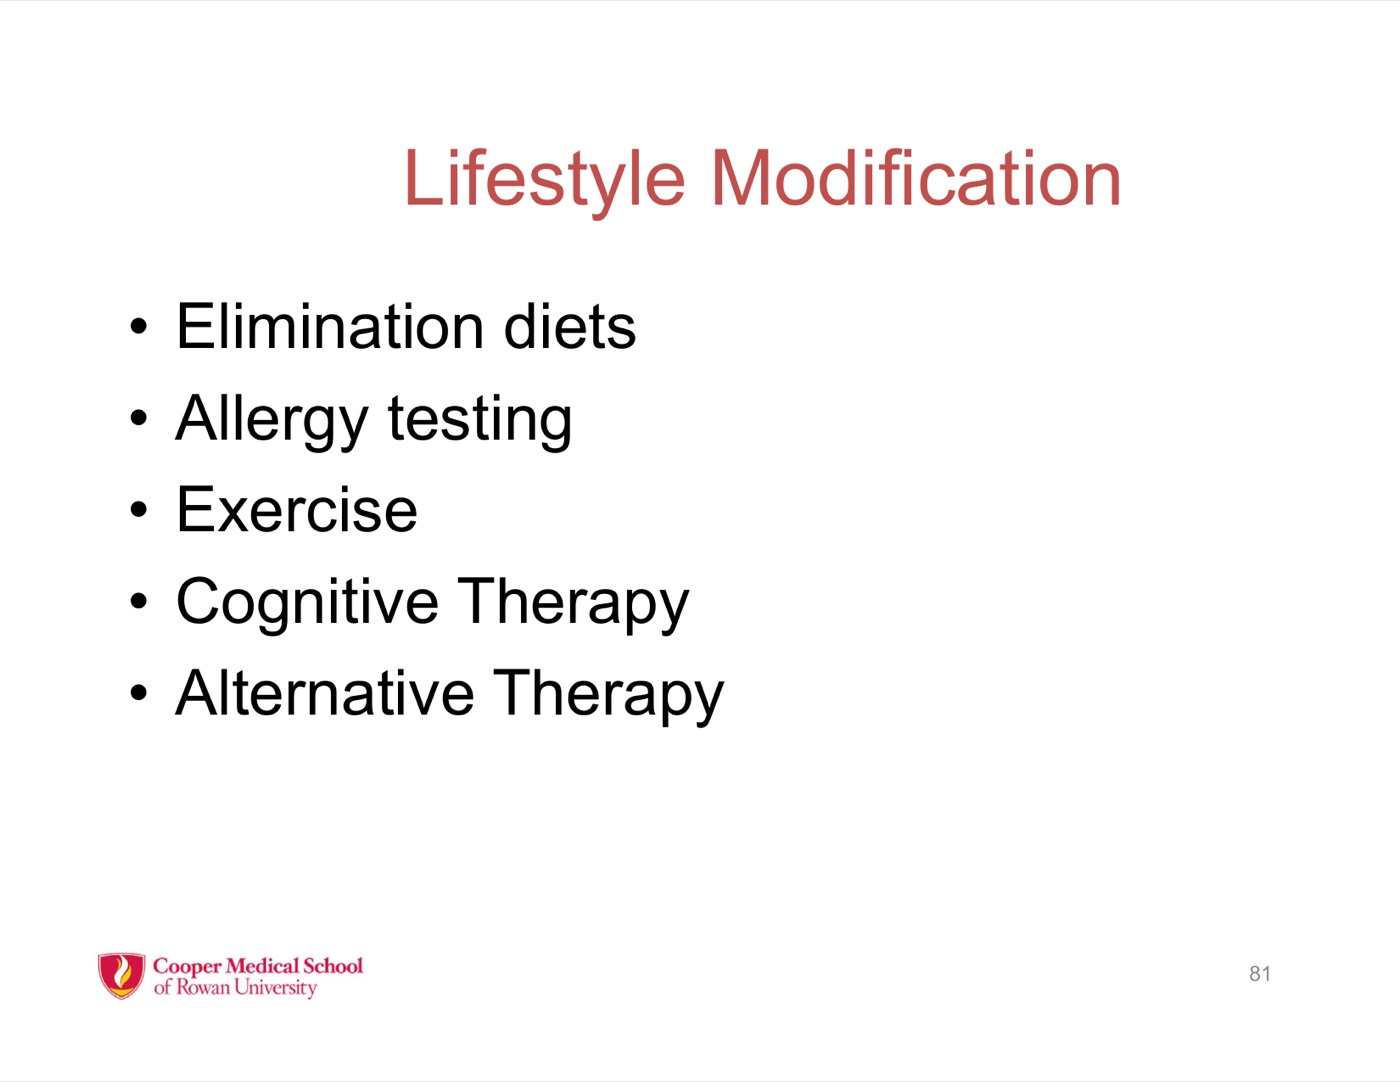 Lifestyle Modification
• Elimination diets
• Allergy testing
• Exercise
• Cognitive Therapy
• Alternative Therapy
Cooper Medical School
of Rowan University
81